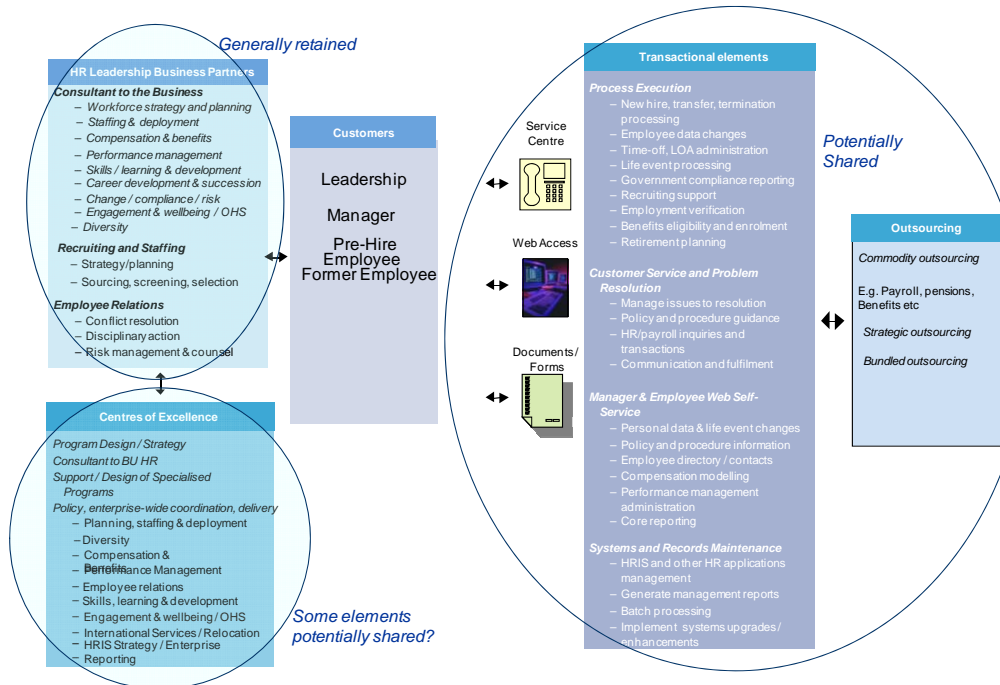 Generally retained
HR Leadership Business Partners
Consultant to the Business
– Workforce strategy and planning
– Staffing & deployment
– Compensation & benefits
– Performance management
– Skills / learning & development
– Career development & succession
– Change / compliance / risk
– Engagement & wellbeing / OHS
– Diversity
Recruiting and Staffing
– Strategy/planning
– Sourcing, screening, selection
Employee Relations
– Conflict resolution
– Disciplinary action
– Risk management & counsel
Centres of Excellence
Program Design / Strategy
Consultant to BU HR
Support / Design of Specialised
Programs
Policy, enterprise-wide coordination, delivery
– Planning, staffing & deployment
– Diversity
– Compensation &
Benefits
– Performance Management
– Employee relations
– Skills, learning & development
– Engagement & wellbeing / OHS
– International Services / Relocation
– HRIS Strategy / Enterprise
Reporting
Some elements
potentially shared?
Customers
Leadership
Manager
Pre-Hire
Employee
Former Employee
Service
Centre
Web Access
Documents/
Forms
Transactional elements
Process Execution
– New hire, transfer, termination
processing
– Employee data changes
– Time-off, LOA administration
– Life event processing
– Government compliance reporting
– Recruiting support
– Employment verification
– Benefits eligibility and enrolment
– Retirement planning
Customer Service and Problem
Resolution
– Manage issues to resolution
– Policy and procedure guidance
– HR/payroll inquiries and
transactions
– Communication and fulfilment
Manager & Employee Web Self-
Service
– Personal data & life event changes
– Policy and procedure information
– Employee directory / contacts
– Compensation modelling
– Performance management
administration
– Core reporting
Systems and Records Maintenance
– HRIS and other HR applications
management
– Generate management reports
– Batch processing
– Implement systems upgrades /
enhancements
Potentially
Shared
Outsourcing
Commodity outsourcing
E.g. Payroll, pensions,
Benefits etc
Strategic outsourcing
Bundled outsourcing